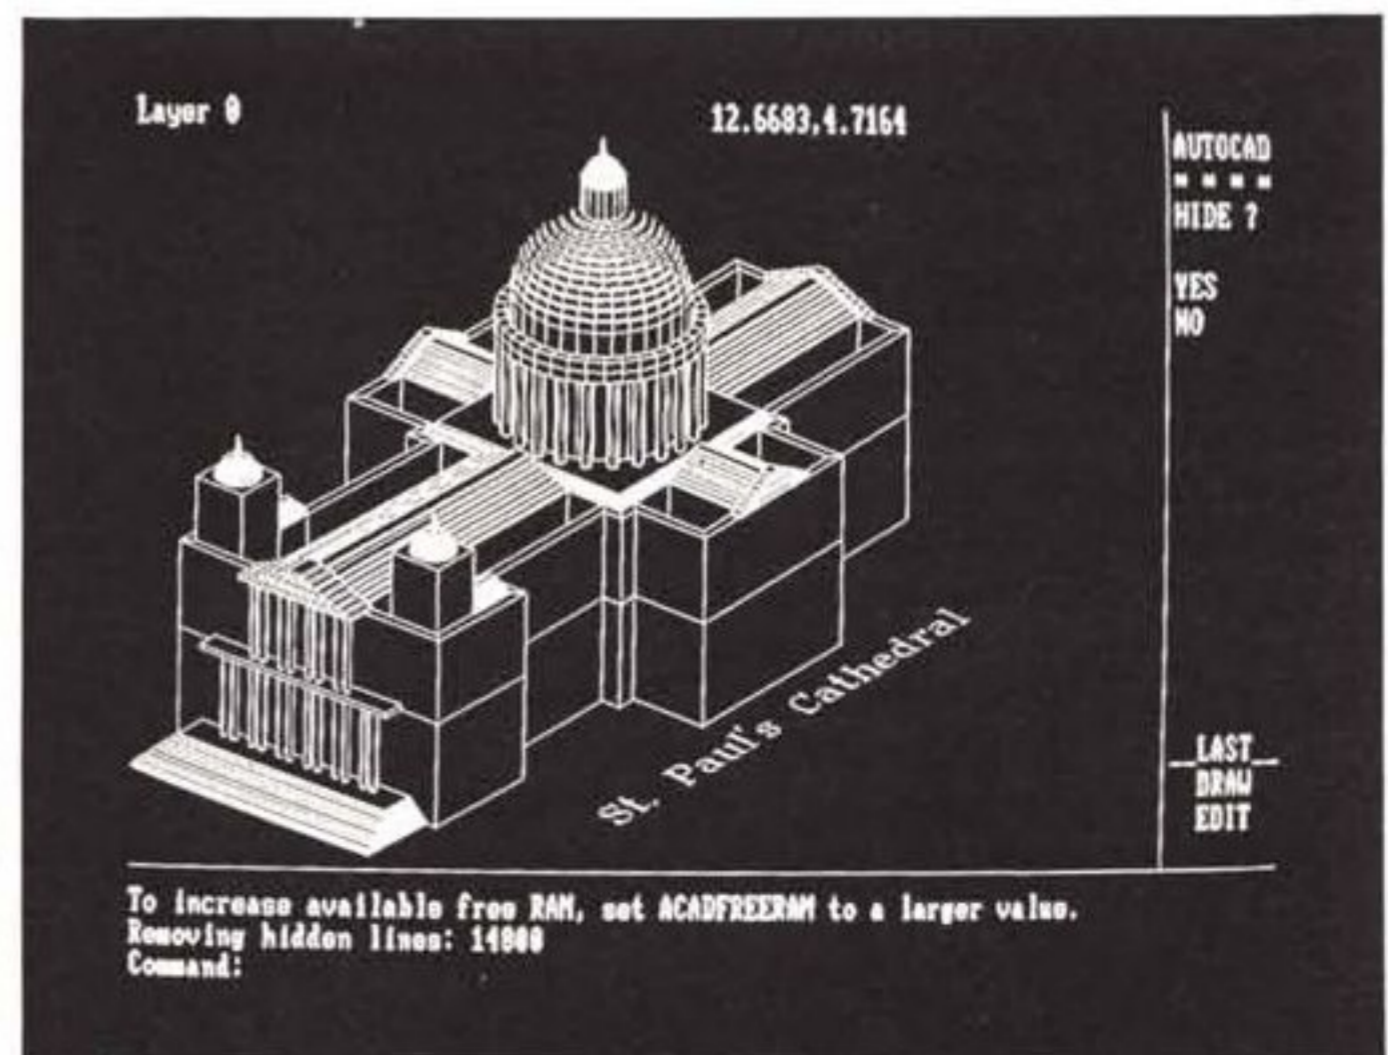 Layer 0
12.6683,4.7164
AUTOCAD
* * * *
HIDE ?
YES
NO
__LAST__
DRAW
EDIT
St. Paul's Cathedral
To increase available free RAM, set ACADFREERAM to a larger value.
Removing hidden lines: 14800
Command: